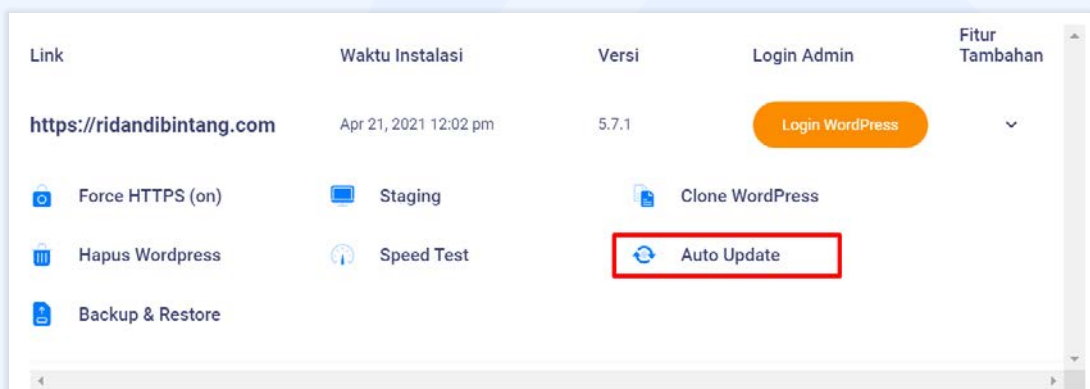 Link Waktu Instalasi Versi Login Admin Fitur
Tambahan
https://ridandibintang.com Apr 21, 2021 12:02 pm 5.7.1 Login WordPress
Force HTTPS (on) Staging Clone WordPress
Hapus Wordpress Speed Test Auto Update
Backup & Restore